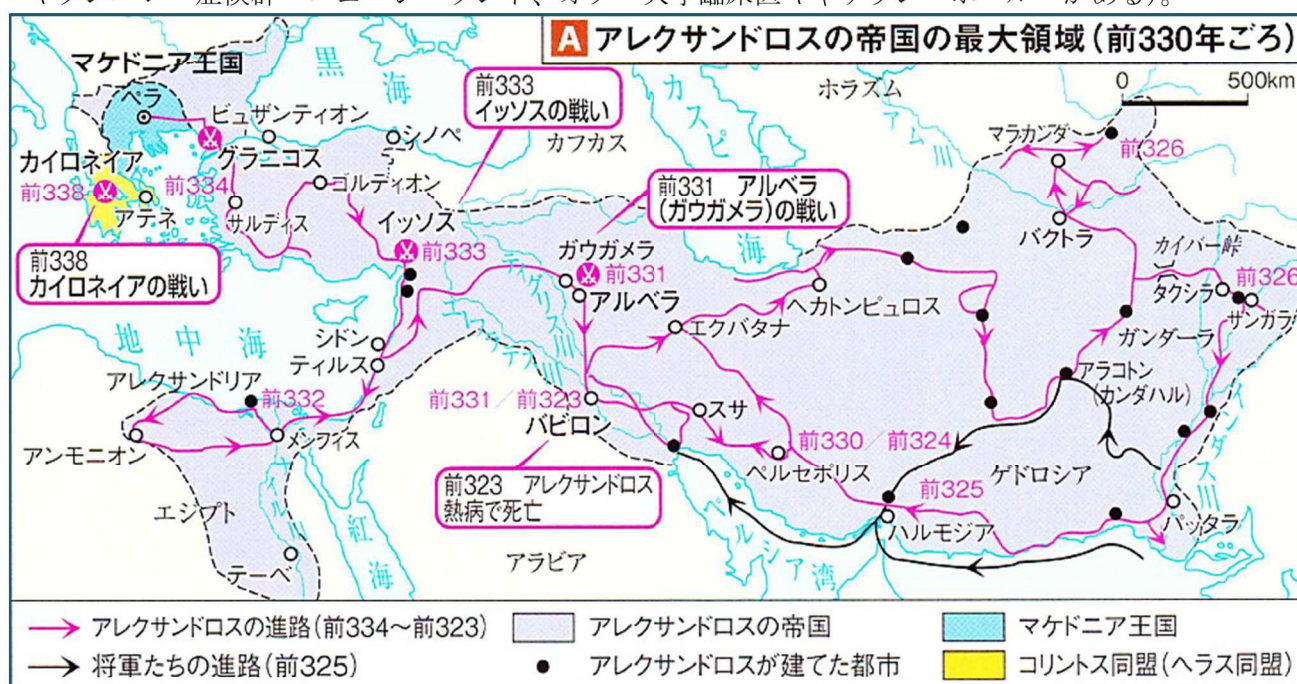 A アレクサンドロスの帝国の最大領域(前330年ごろ)
0 500km
マケドニア王国
ペラ
黒海
ビュザンティオン
シノペ
前333
イッソスの戦い
カフカス
カスピ海
ホラズム
アム川
マラカンダ
前326
カイロネイア
前338
グラニコス
前334
アテネ
サルディス
ゴルディオン
イッソス
前333
前331 アルベラ
(ガウガメラ)の戦い
ガウガメラ
前331
アルベラ
バクトラ
カイバー峠
タクシラ
前326
サンガラ
前338
カイロネイアの戦い
ティグリス川
ユーフラテス川
ヘカトンピュロス
エクバタナ
ガンダーラ
地中海
シドン
ティルス
アレクサンドリア
前332
アンモニオン
メンフィス
前331/前323
バビロン
スサ
前330/前324
ペルセポリス
アラコトン
(カンダハル)
インダス川
前323 アレクサンドロス
熱病で死亡
ゲドロシア
前325
ハルモジア
パッタラ
エジプト
ナイル川
紅海
テーベ
アラビア
ペルシア湾
アレクサンドロスの進路(前334～前323)
アレクサンドロスの帝国
マケドニア王国
将軍たちの進路(前325)
アレクサンドロスが建てた都市
コリントス同盟(ヘラス同盟)